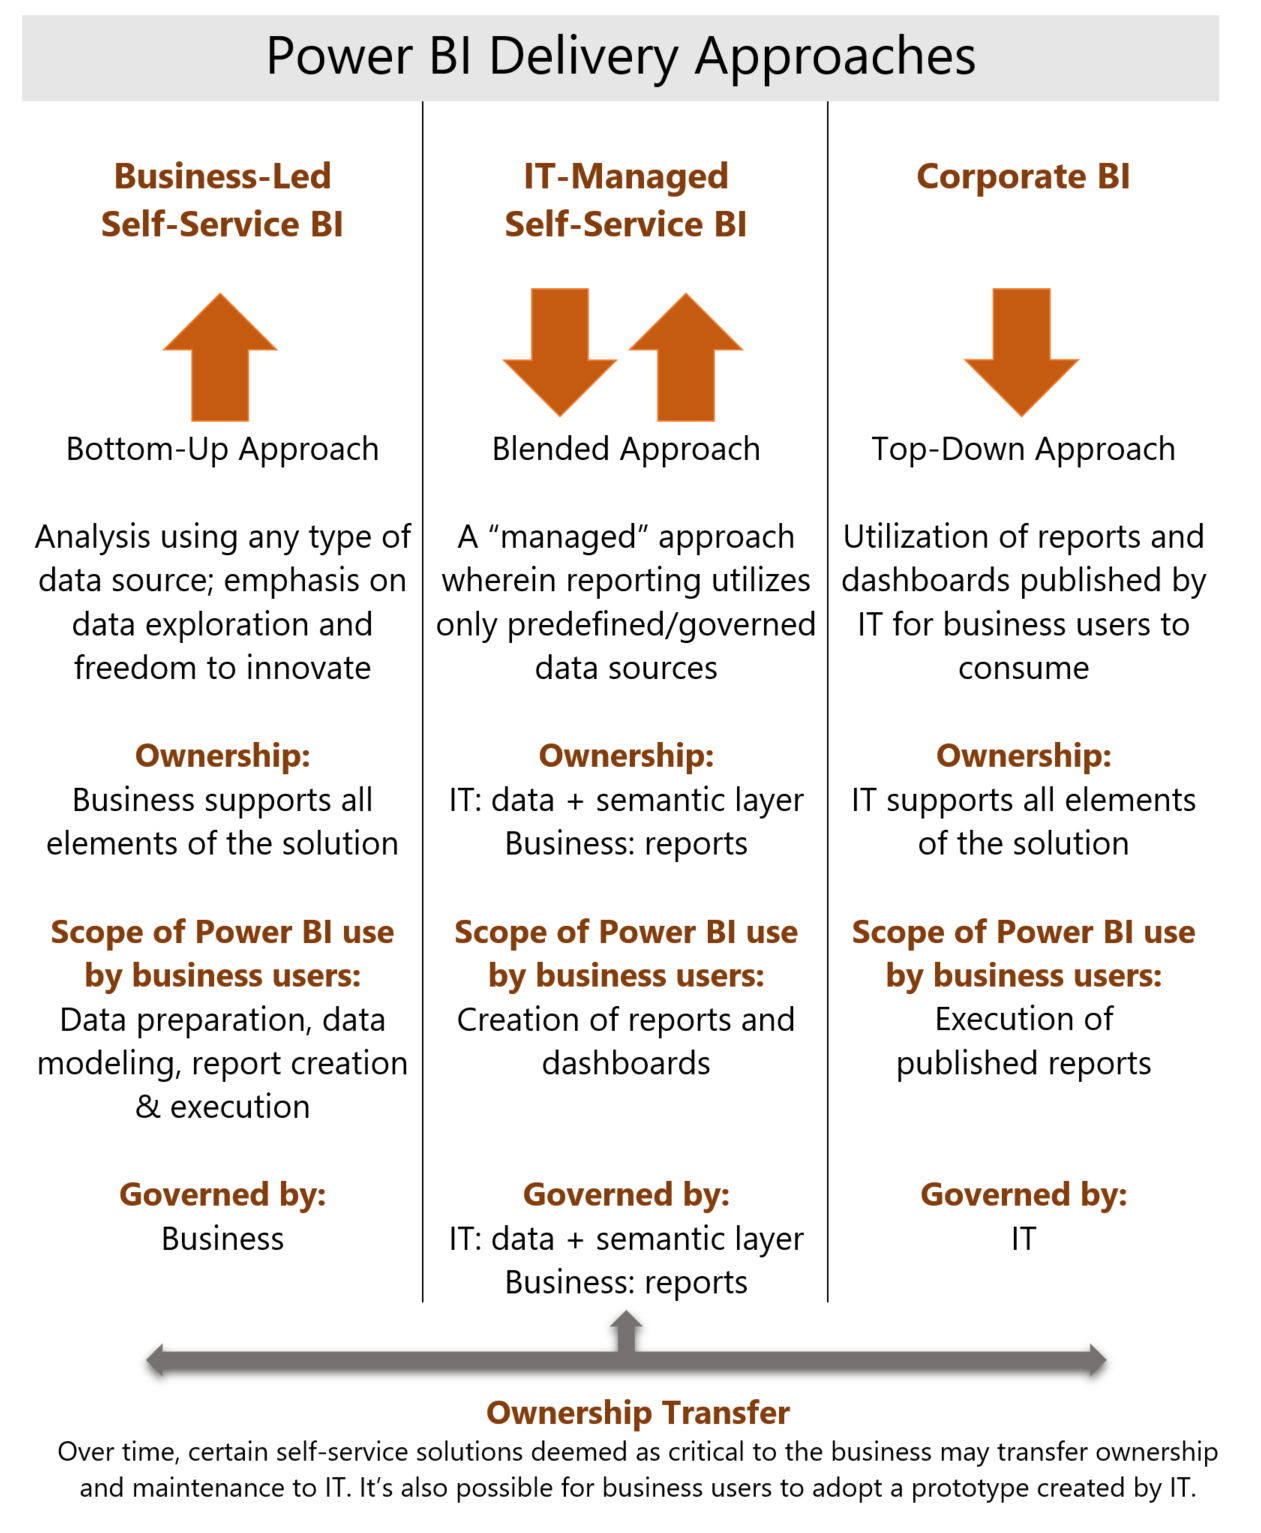 Power BI Delivery Approaches
Business-Led
Self-Service BI
Bottom-Up Approach
Analysis using any type of
data source; emphasis on
data exploration and
freedom to innovate
Ownership:
Business supports all
elements of the solution
Scope of Power BI use
by business users:
Data preparation, data
modeling, report creation
& execution
Governed by:
Business
IT-Managed
Self-Service BI
Blended Approach
A “managed” approach
wherein reporting utilizes
only predefined/governed
data sources
Ownership:
IT: data + semantic layer
Business: reports
Scope of Power BI use
by business users:
Creation of reports and
dashboards
Governed by:
IT: data + semantic layer
Business: reports
Corporate BI
Top-Down Approach
Utilization of reports and
dashboards published by
IT for business users to
consume
Ownership:
IT supports all elements
of the solution
Scope of Power BI use
by business users:
Execution of
published reports
Governed by:
IT
Ownership Transfer
Over time, certain self-service solutions deemed as critical to the business may transfer ownership
and maintenance to IT. It’s also possible for business users to adopt a prototype created by IT.